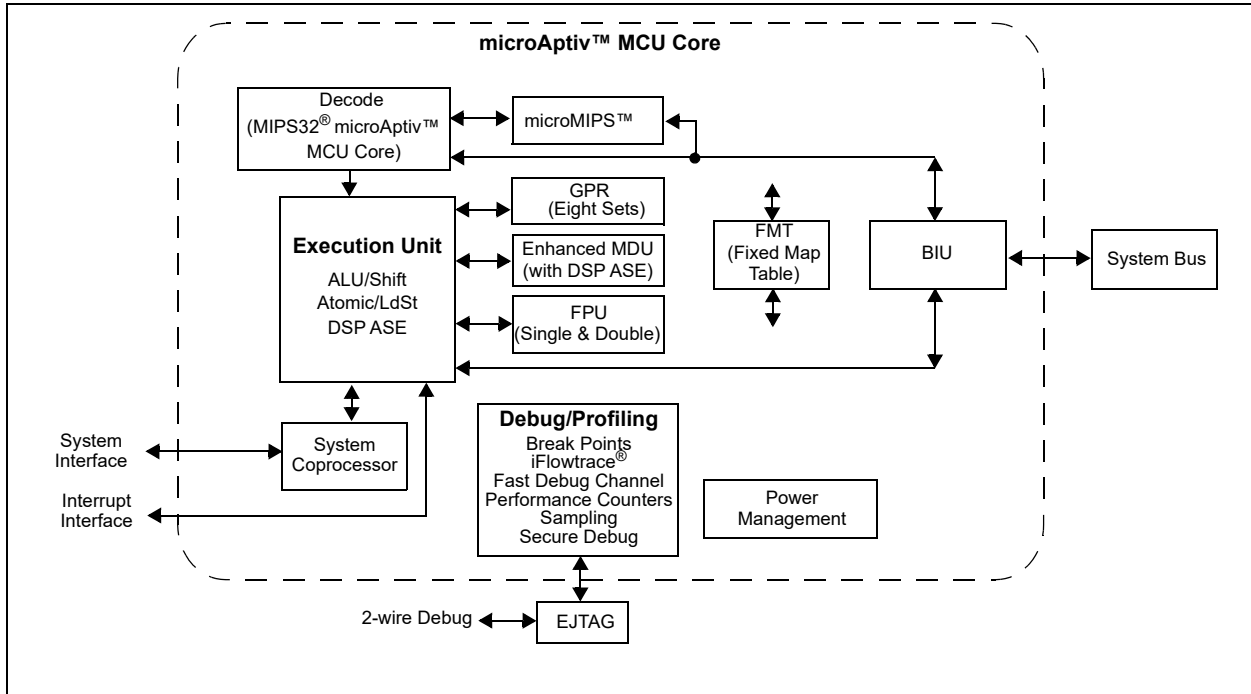 microAptiv™ MCU Core
Decode
(MIPS32® microAptiv™
MCU Core)
microMIPS™
GPR
(Eight Sets)
Execution Unit
ALU/Shift
Atomic/LdSt
DSP ASE
Enhanced MDU
(with DSP ASE)
FPU
(Single & Double)
FMT
(Fixed Map
Table)
BIU
System Bus
System
Interface
System
Coprocessor
Interrupt
Interface
Debug/Profiling
Break Points
iFlowtrace®
Fast Debug Channel
Performance Counters
Sampling
Secure Debug
Power
Management
2-wire Debug
EJTAG